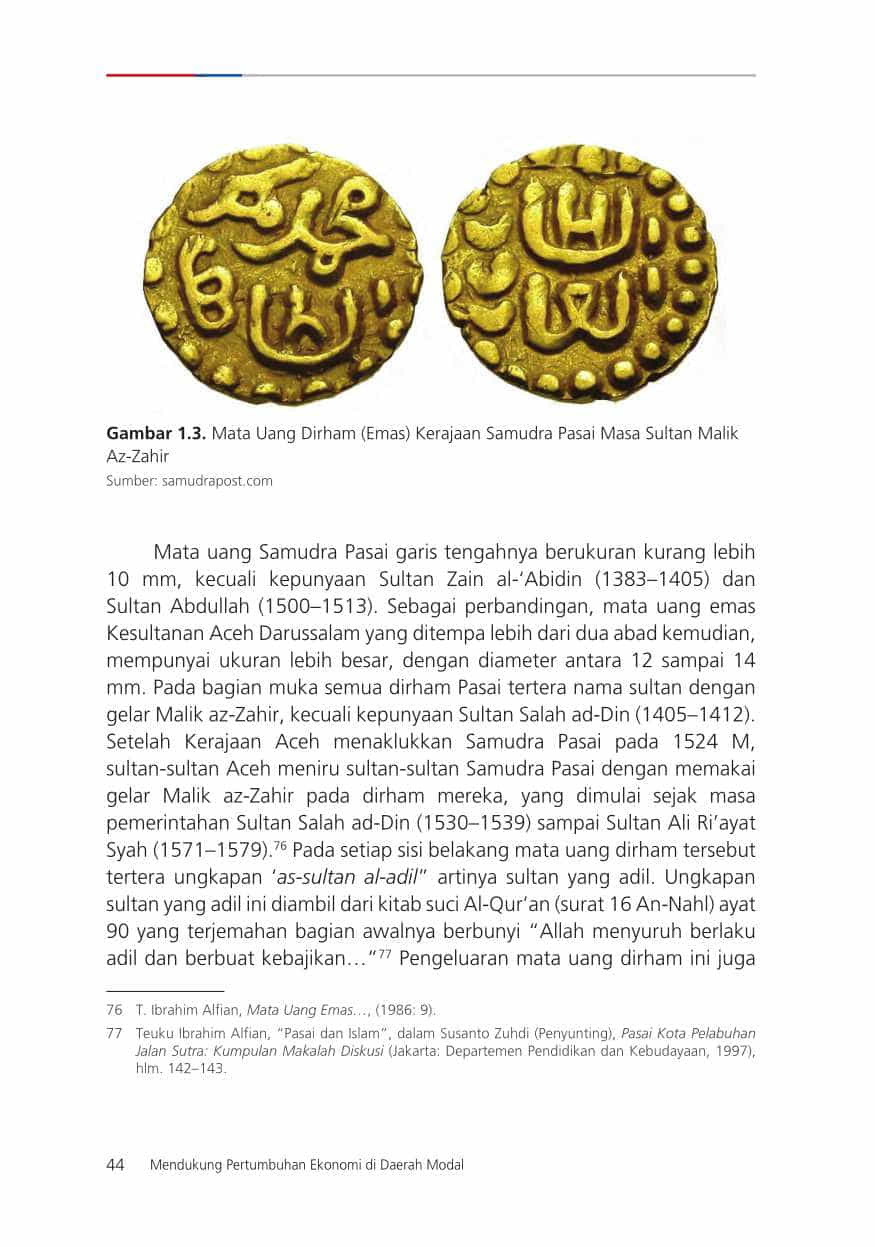 Gambar 1.3. Mata Uang Dirham (Emas) Kerajaan Samudra Pasai Masa Sultan Malik
Az-Zahir
Sumber: samudrapost.com
Mata uang Samudra Pasai garis tengahnya berukuran kurang lebih
10 mm, kecuali kepunyaan Sultan Zain al-‘Abidin (1383–1405) dan
Sultan Abdullah (1500–1513). Sebagai perbandingan, mata uang emas
Kesultanan Aceh Darussalam yang ditempa lebih dari dua abad kemudian,
mempunyai ukuran lebih besar, dengan diameter antara 12 sampai 14
mm. Pada bagian muka semua dirham Pasai tertera nama sultan dengan
gelar Malik az-Zahir, kecuali kepunyaan Sultan Salah ad-Din (1405–1412).
Setelah Kerajaan Aceh menaklukkan Samudra Pasai pada 1524 M,
sultan-sultan Aceh meniru sultan-sultan Samudra Pasai dengan memakai
gelar Malik az-Zahir pada dirham mereka, yang dimulai sejak masa
pemerintahan Sultan Salah ad-Din (1530–1539) sampai Sultan Ali Ri’ayat
Syah (1571–1579).76 Pada setiap sisi belakang mata uang dirham tersebut
tertera ungkapan ‘as-sultan al-adil” artinya sultan yang adil. Ungkapan
sultan yang adil ini diambil dari kitab suci Al-Qur’an (surat 16 An-Nahl) ayat
90 yang terjemahan bagian awalnya berbunyi “Allah menyuruh berlaku
adil dan berbuat kebajikan…”77 Pengeluaran mata uang dirham ini juga
76 T. Ibrahim Alfian, Mata Uang Emas…, (1986: 9).
77 Teuku Ibrahim Alfian, “Pasai dan Islam”, dalam Susanto Zuhdi (Penyunting), Pasai Kota Pelabuhan
Jalan Sutra: Kumpulan Makalah Diskusi (Jakarta: Departemen Pendidikan dan Kebudayaan, 1997),
hlm. 142–143.
44 Mendukung Pertumbuhan Ekonomi di Daerah Modal